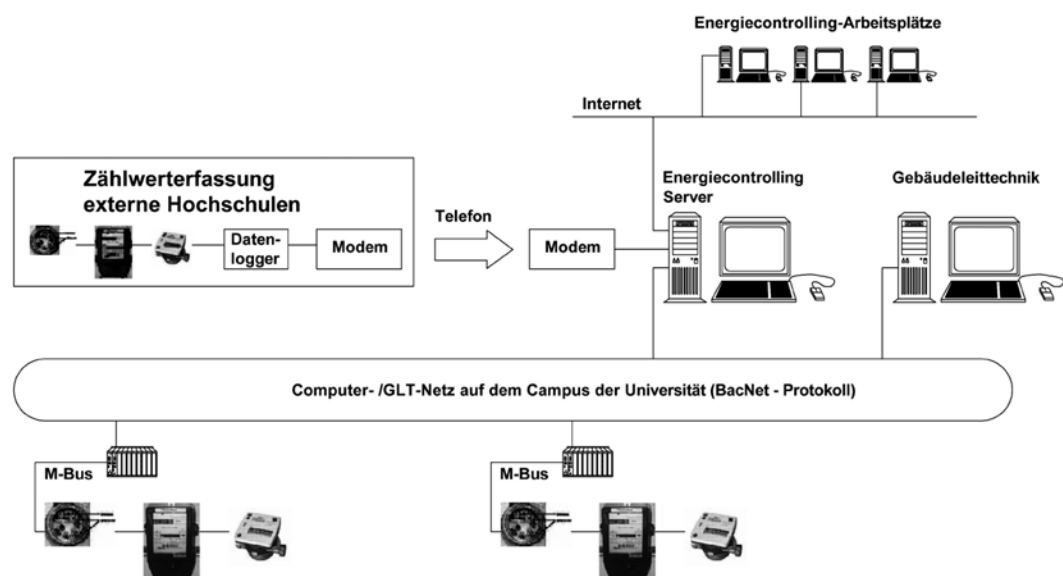 Energiecontrolling-Arbeitsplätze
Internet
Zählwerterfassung
externe Hochschulen
Daten-
logger
Modem
Telefon
Modem
Energiecontrolling
Server
Gebäudeleittechnik
Computer- /GLT-Netz auf dem Campus der Universität (BacNet - Protokoll)
M-Bus
M-Bus